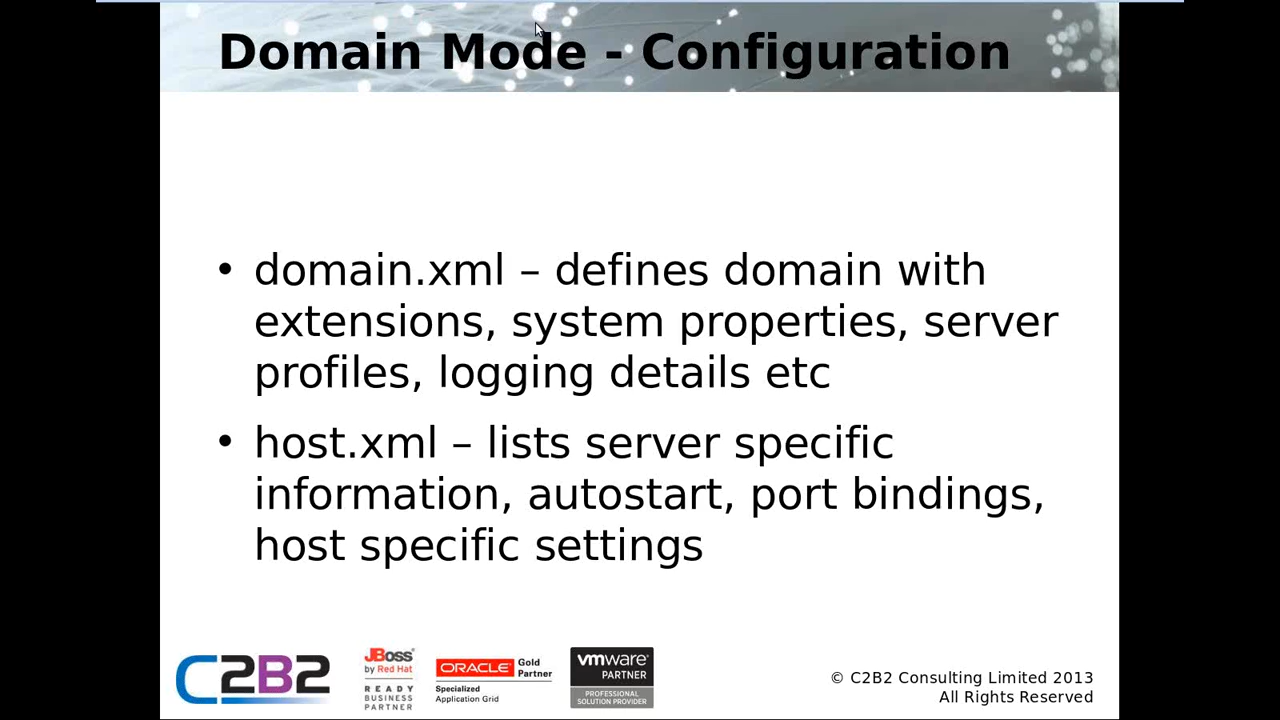 Domain Mode - Configuration
• domain.xml – defines domain with
extensions, system properties, server
profiles, logging details etc
• host.xml – lists server specific
information, autostart, port bindings,
host specific settings
C2B2
JBoss
by Red Hat
READY
BUSINESS
PARTNER
ORACLE Gold
Partner
Specialized
Application Grid
vmware
PARTNER
PROFESSIONAL
SOLUTION PROVIDER
© C2B2 Consulting Limited 2013
All Rights Reserved